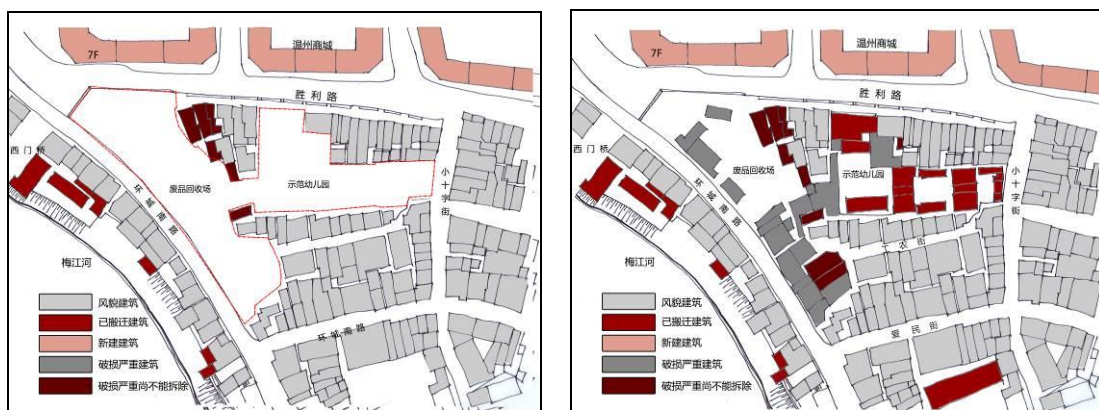 7F
温州商城
胜利路
西门桥
废品回收场
示范幼儿园
小十字街
环城南路
梅江河
环城南路
风貌建筑
已搬迁建筑
新建建筑
破损严重建筑
破损严重尚不能拆除
7F
温州商城
胜利路
西门桥
废品回收场
示范幼儿园
小十字街
环城南路
农街
梅江河
爱民街
风貌建筑
已搬迁建筑
新建建筑
破损严重建筑
破损严重尚不能拆除